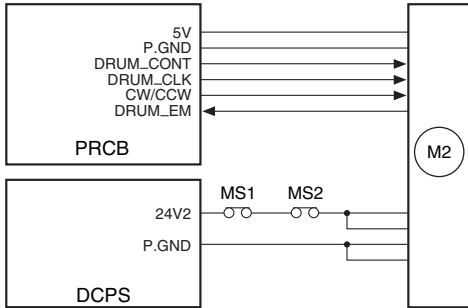 5V
P.GND
DRUM_CONT
DRUM_CLK
CW/CCW
DRUM_EM
PRCB
M2
MS1 MS2
24V2
P.GND
DCPS